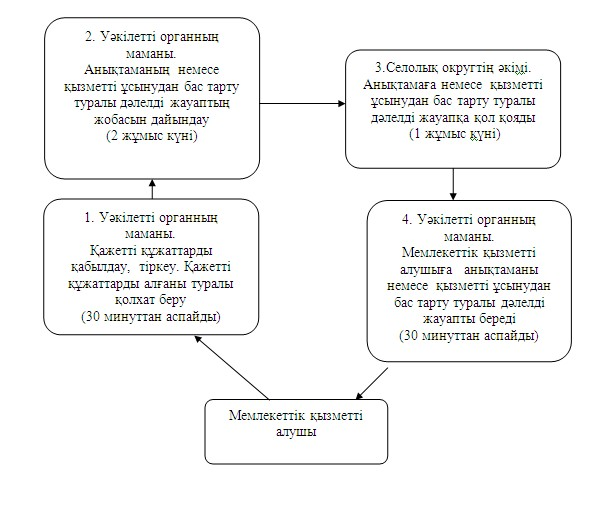 2. Уәкілетті органның
маманы.
Анықтаманың немесе
қызметті ұсынудан бас тарту
туралы дәлелді жауаптың
жобасын дайындау
(2 жұмыс күні)
3.Селолық округтің әкімі.
Анықтамаға немесе қызметті
ұсынудан бас тарту туралы
дәлелді жауапқа қол қояды
(1 жұмыс күні)
1. Уәкілетті органның
маманы.
Қажетті құжаттарды
қабылдау, тіркеу. Қажетті
құжаттарды алғаны туралы
қолхат беру
(30 минуттан аспайды)
4. Уәкілетті органның
маманы.
Мемлекеттік қызметті
алушыға анықтаманы
немесе қызметті ұсынудан
бас тарту туралы дәлелді
жауапты береді
(30 минуттан аспайды)
Мемлекеттік қызметті
алушы